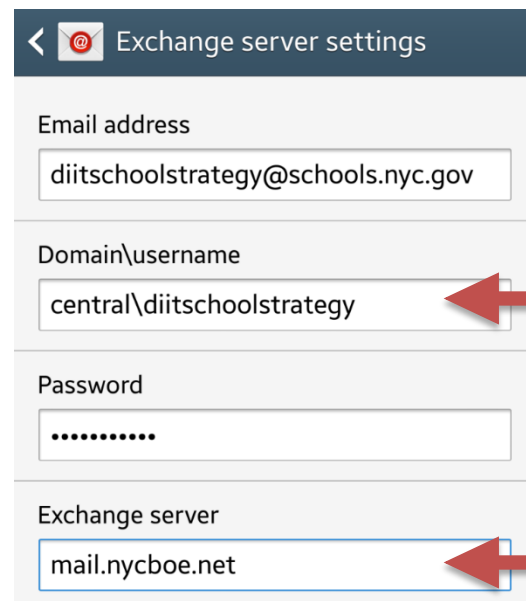 Exchange server settings
Email address
diitschoolstrategy@schools.nyc.gov
Domain\username
central\diitschoolstrategy
Password
•••••••••••
Exchange server
mail.nycboe.net